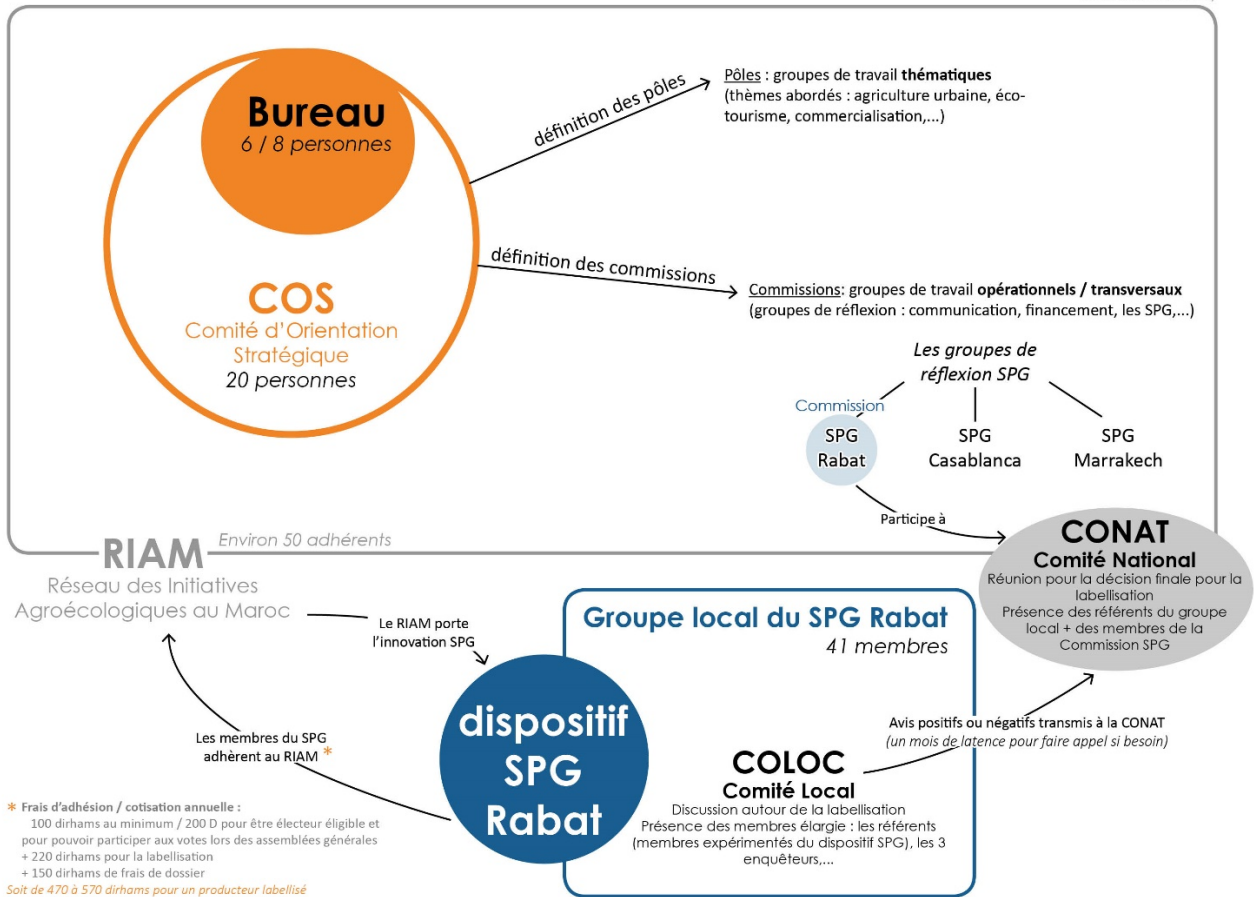 Bureau
6 / 8 personnes
COS
Comité d'Orientation
Stratégique
20 personnes
définition des pôles
Pôles : groupes de travail thématiques
(thèmes abordés : agriculture urbaine, éco-
tourisme, commercialisation,...)
définition des commissions
Commissions: groupes de travail opérationnels / transversaux
(groupes de réflexion : communication, financement, les SPG,...)
Les groupes de
réflexion SPG
Commission
SPG
Rabat
SPG
Casablanca
SPG
Marrakech
Participe à
CONAT
Comité National
Réunion pour la décision finale pour la
labellisation
Présence des référents du groupe
local + des membres de la
Commission SPG
RIAM
Environ 50 adhérents
Réseau des Initiatives
Agroécologiques au Maroc
Le RIAM porte
l'innovation SPG
Groupe local du SPG Rabat
41 membres
dispositif
SPG
Rabat
Les membres du SPG
adhèrent au RIAM *
Avis positifs ou négatifs transmis à la CONAT
(un mois de latence pour faire appel si besoin)
COLOC
Comité Local
Discussion autour de la labellisation
Présence des membres élargie : les référents
(membres expérimentés du dispositif SPG), les 3
enquêteurs,...
* Frais d'adhésion / cotisation annuelle :
100 dirhams au minimum / 200 D pour être électeur éligible et
pour pouvoir participer aux votes lors des assemblées générales
+ 220 dirhams pour la labellisation
+ 150 dirhams de frais de dossier
Soit de 470 à 570 dirhams pour un producteur labellisé